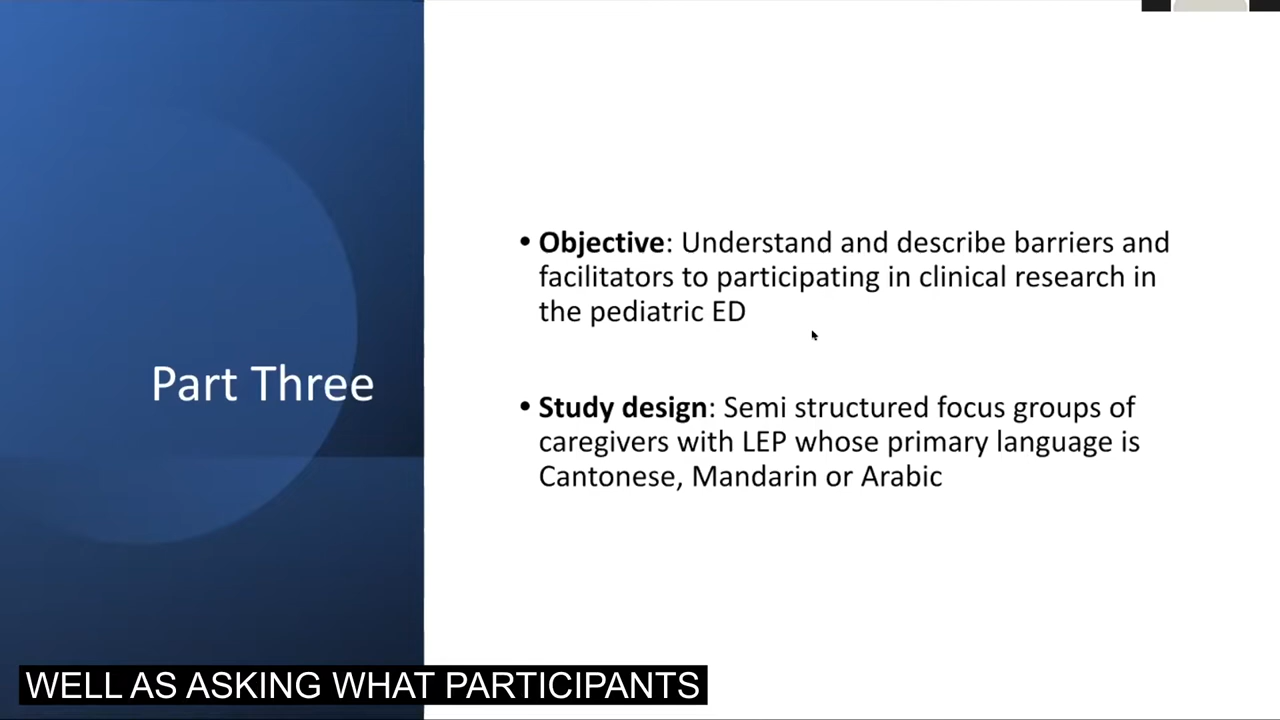 Part Three
• Objective: Understand and describe barriers and
facilitators to participating in clinical research in
the pediatric ED
• Study design: Semi structured focus groups of
caregivers with LEP whose primary language is
Cantonese, Mandarin or Arabic
WELL AS ASKING WHAT PARTICIPANTS